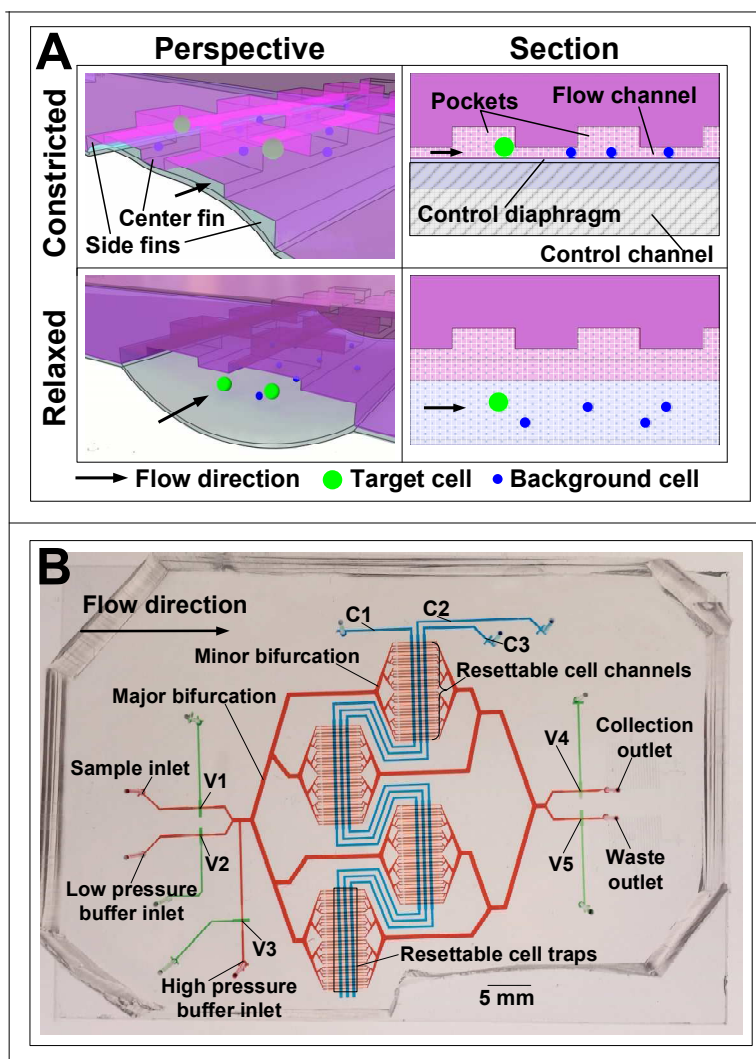 A
Perspective
Section
Constricted
Pockets
Flow channel
Center fin
Side fins
Control diaphragm
Control channel
Relaxed
Flow direction
Target cell
Background cell
B
Flow direction
C1
C2
C3
Minor bifurcation
Resettable cell channels
Major bifurcation
Sample inlet
V1
V4
Collection
outlet
V2
V5
Low pressure
buffer inlet
Waste
outlet
V3
Resettable cell traps
High pressure
buffer inlet
5 mm